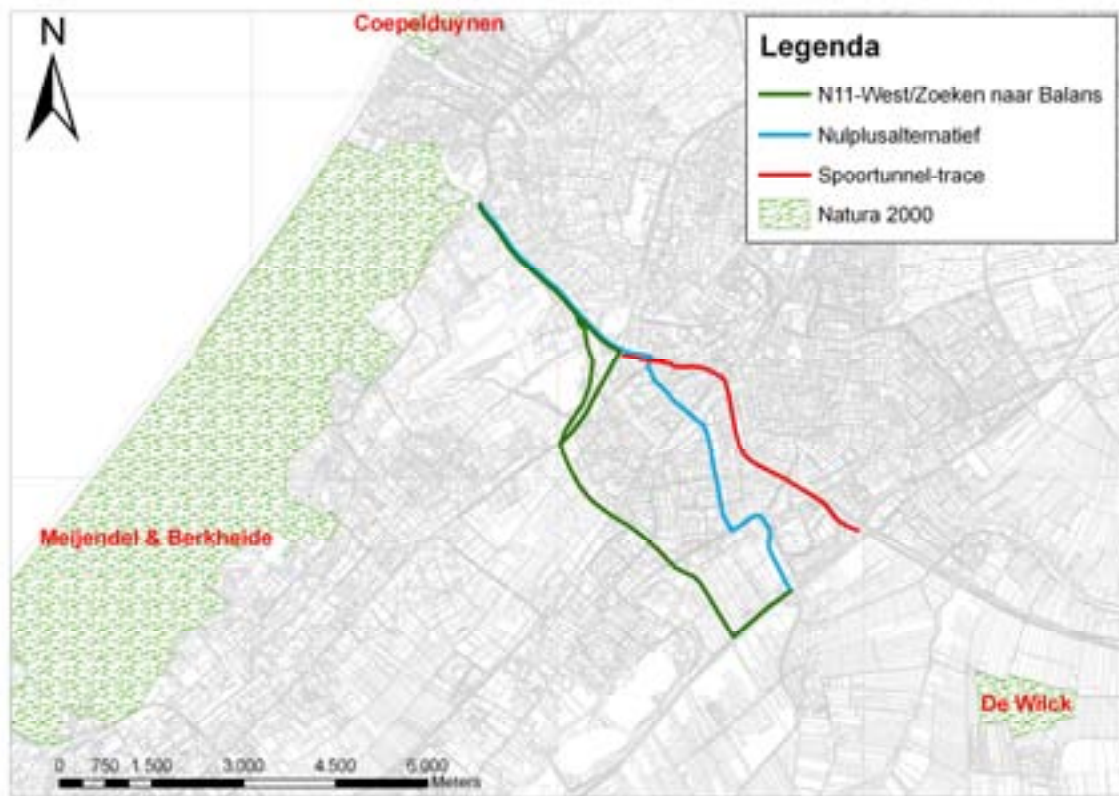 Coepelduynen
N
Legenda
N11-West/Zoeken naar Balans
Nulplusalternatief
Spoortunnel-trace
Natura 2000
Meijendel & Berkheide
De Wilck
0 750 1.500 3.000 4.500 6.000
Meters